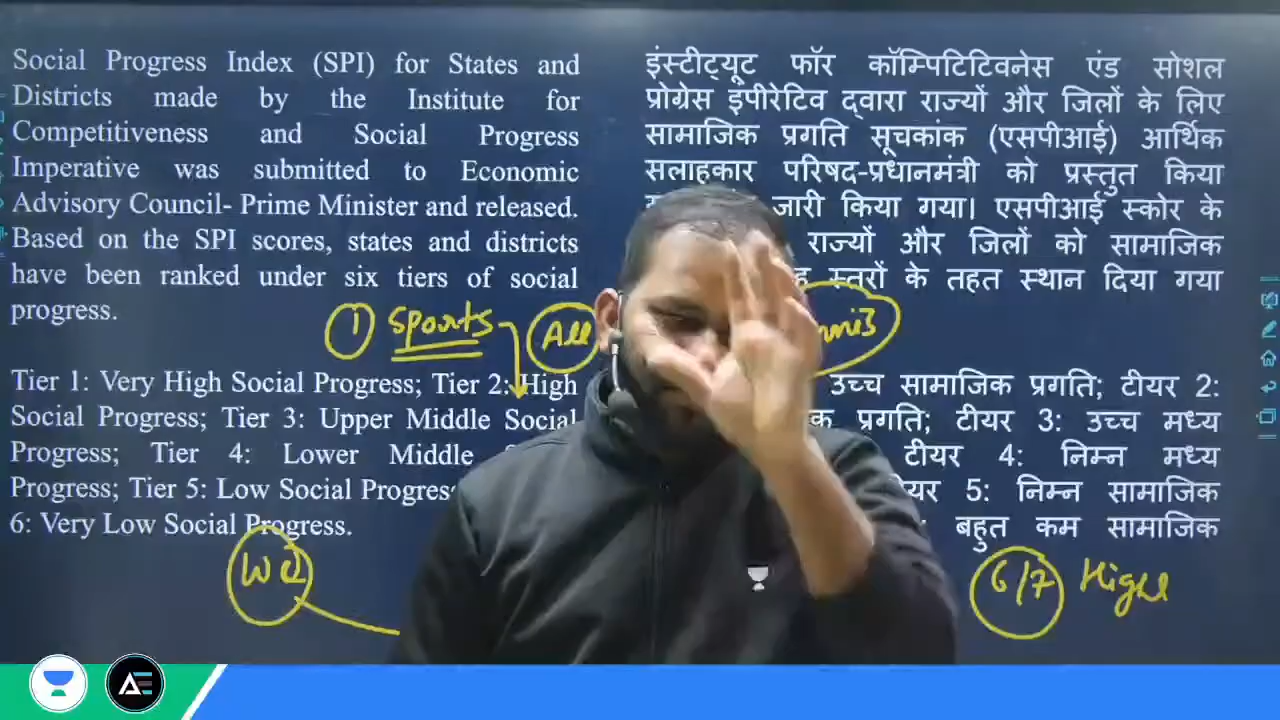 Social Progress Index (SPI) for States and
Districts made by the Institute for
Competitiveness and Social Progress
Imperative was submitted to Economic
Advisory Council- Prime Minister and released.
Based on the SPI scores, states and districts
have been ranked under six tiers of social
progress.
① Sports
All
Tier 1: Very High Social Progress; Tier 2: High
Social Progress; Tier 3: Upper Middle Social
Progress; Tier 4: Lower Middle
Progress; Tier 5: Low Social Progress
6: Very Low Social Progress.
इंस्टीट्यूट फॉर कॉम्पिटिटिवनेस एंड सोशल
प्रोग्रेस इंपीरेटिव द्वारा राज्यों और जिलों के लिए
सामाजिक प्रगति सूचकांक (एसपीआई) आर्थिक
सलाहकार परिषद-प्रधानमंत्री को प्रस्तुत किया
जारी किया गया। एसपीआई स्कोर के
राज्यों और जिलों को सामाजिक
स्तरों के तहत स्थान दिया गया
उच्च सामाजिक प्रगति; टीयर 2:
प्रगति; टीयर 3: उच्च मध्य
टीयर 4: निम्न मध्य
5: निम्न सामाजिक
बहुत कम सामाजिक
6/7 High